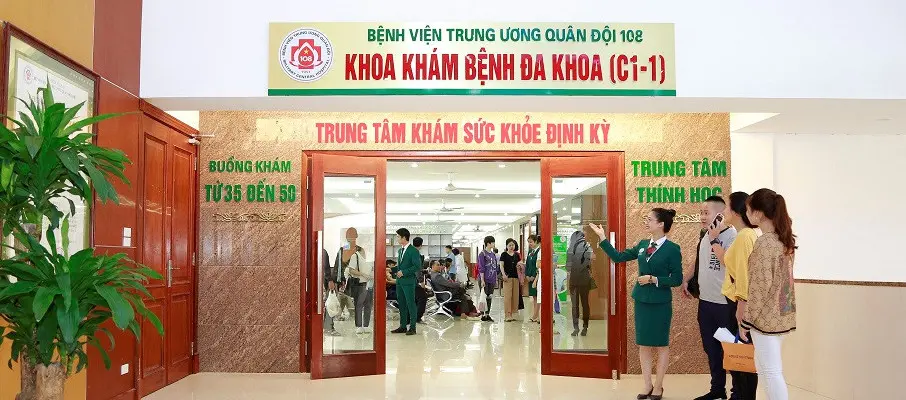 BỆNH VIỆN TRUNG ƯƠNG QUÂN ĐỘI 108
KHOA KHÁM BỆNH ĐA KHOA (C1-1)
108
TRUNG TÂM KHÁM SỨC KHỎE ĐỊNH KỲ
BUỒNG KHÁM
TỪ 35 ĐẾN 50
TRUNG TÂM
THÍNH HỌC